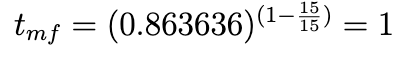 $t_{mf} = (0.863636)^{(1-\frac{15}{15})} = 1$